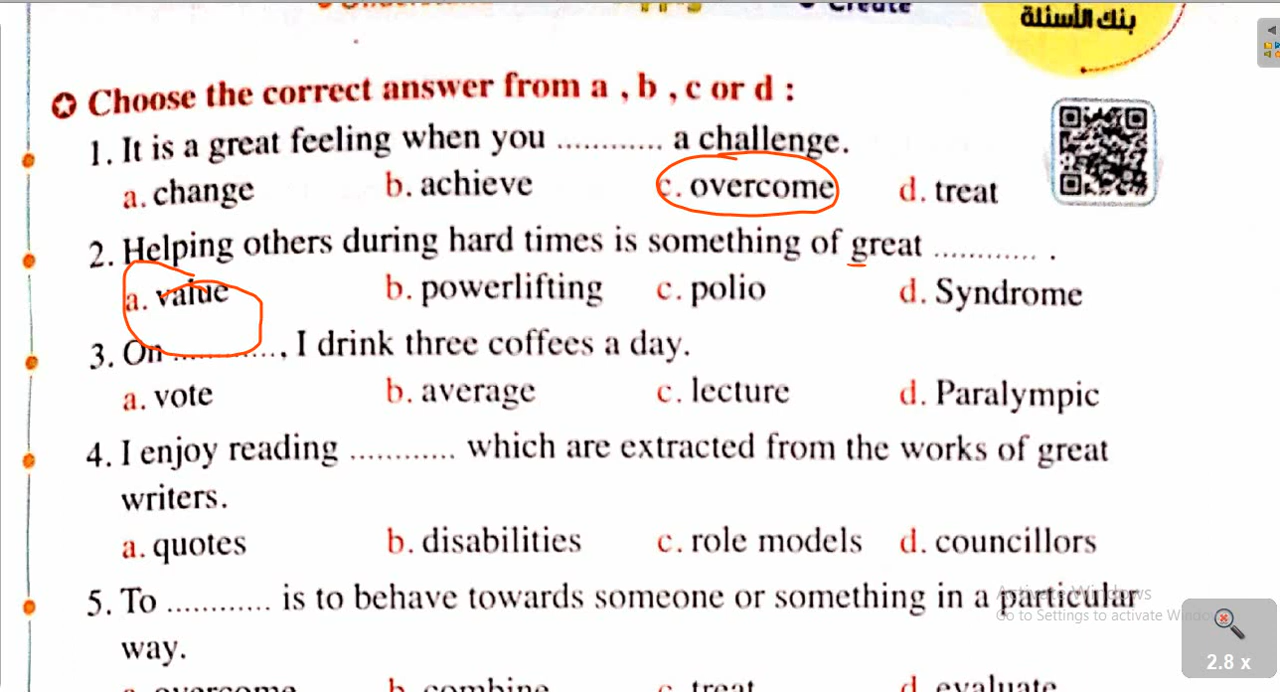 Create
بنك الأسئلة
Choose the correct answer from a , b , c or d :
1. It is a great feeling when you ............ a challenge.
a. change b. achieve c. overcome d. treat
2. Helping others during hard times is something of great ............ .
a. value b. powerlifting c. polio d. Syndrome
3. On ............, I drink three coffees a day.
a. vote b. average c. lecture d. Paralympic
4. I enjoy reading ............ which are extracted from the works of great
writers.
a. quotes b. disabilities c. role models d. councillors
5. To ............ is to behave towards someone or something in a particular
way.
a. overcome b. combine c. treat d. evaluate
Activate Windows
Go to Settings to activate Windows
2.8 x